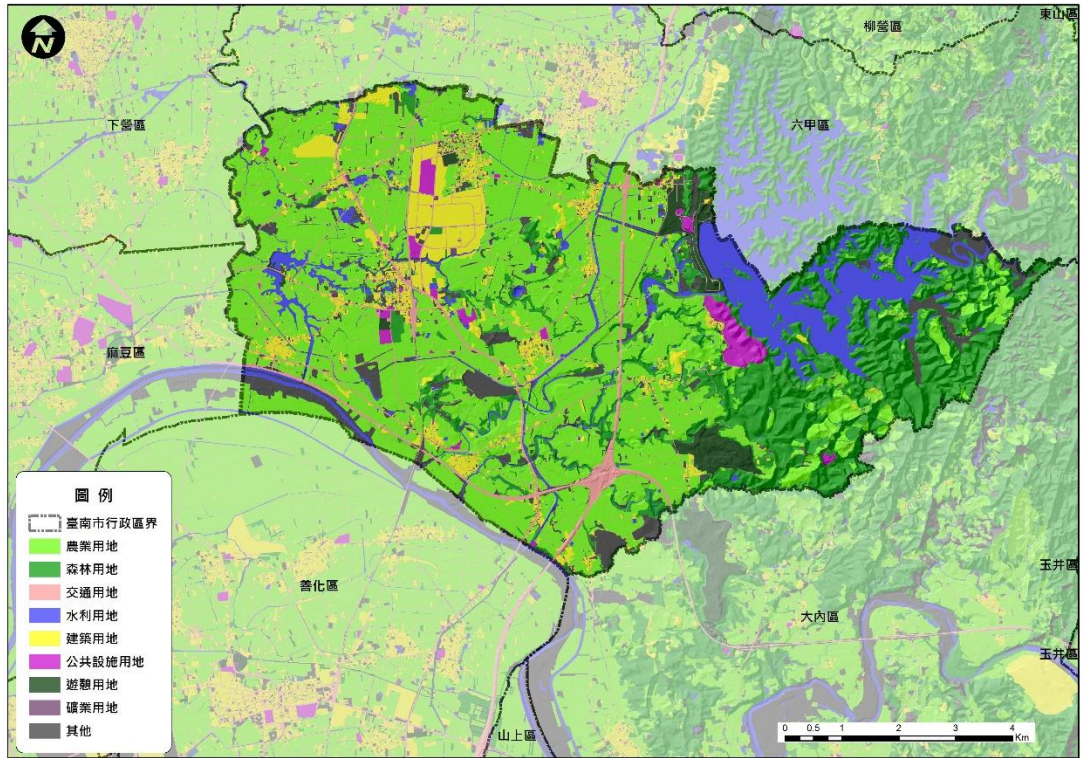 N
東山區
柳營區
下營區
六甲區
麻豆區
圖例
臺南市行政區界
農業用地
森林用地
交通用地
水利用地
建築用地
公共設施用地
遊憩用地
礦業用地
其他
善化區
玉井區
大內區
玉井區
山上區
0 0.5 1 2 3 4
Km